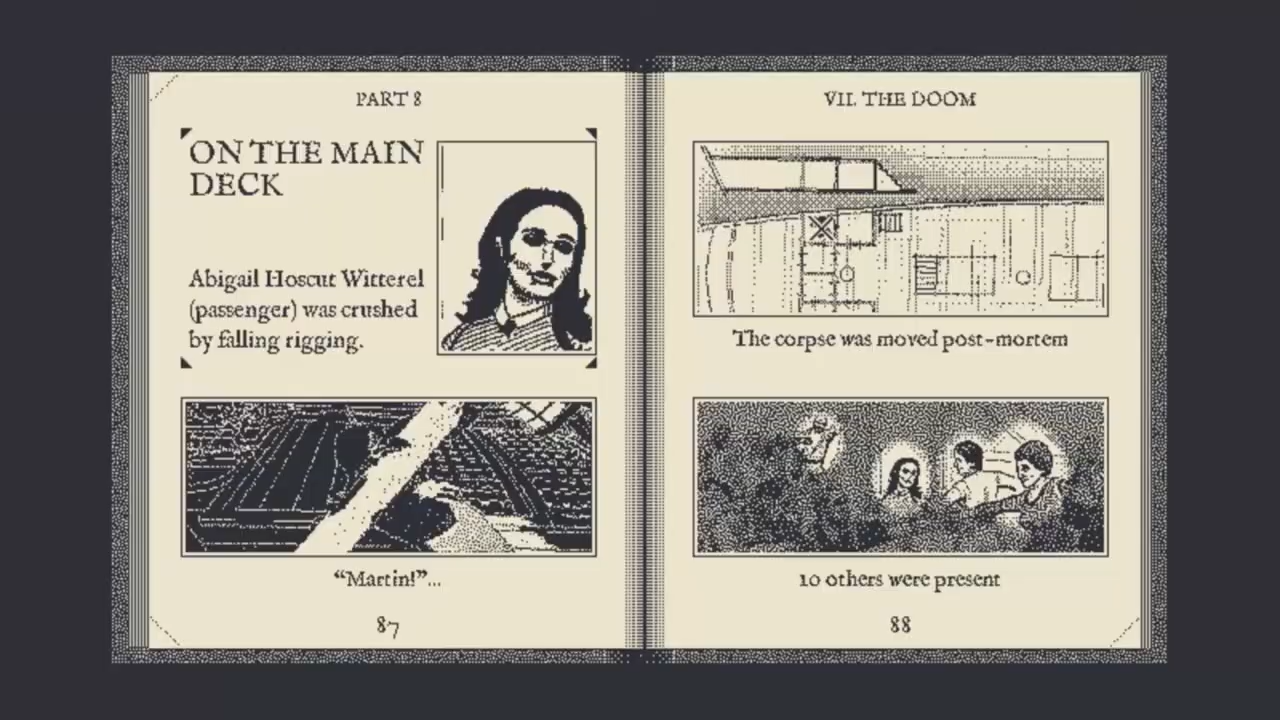 PART 8
ON THE MAIN
DECK
Abigail Hoscut Witterel
(passenger) was crushed
by falling rigging.
“Martin!”...
87
VII. THE DOOM
The corpse was moved post-mortem
10 others were present
88